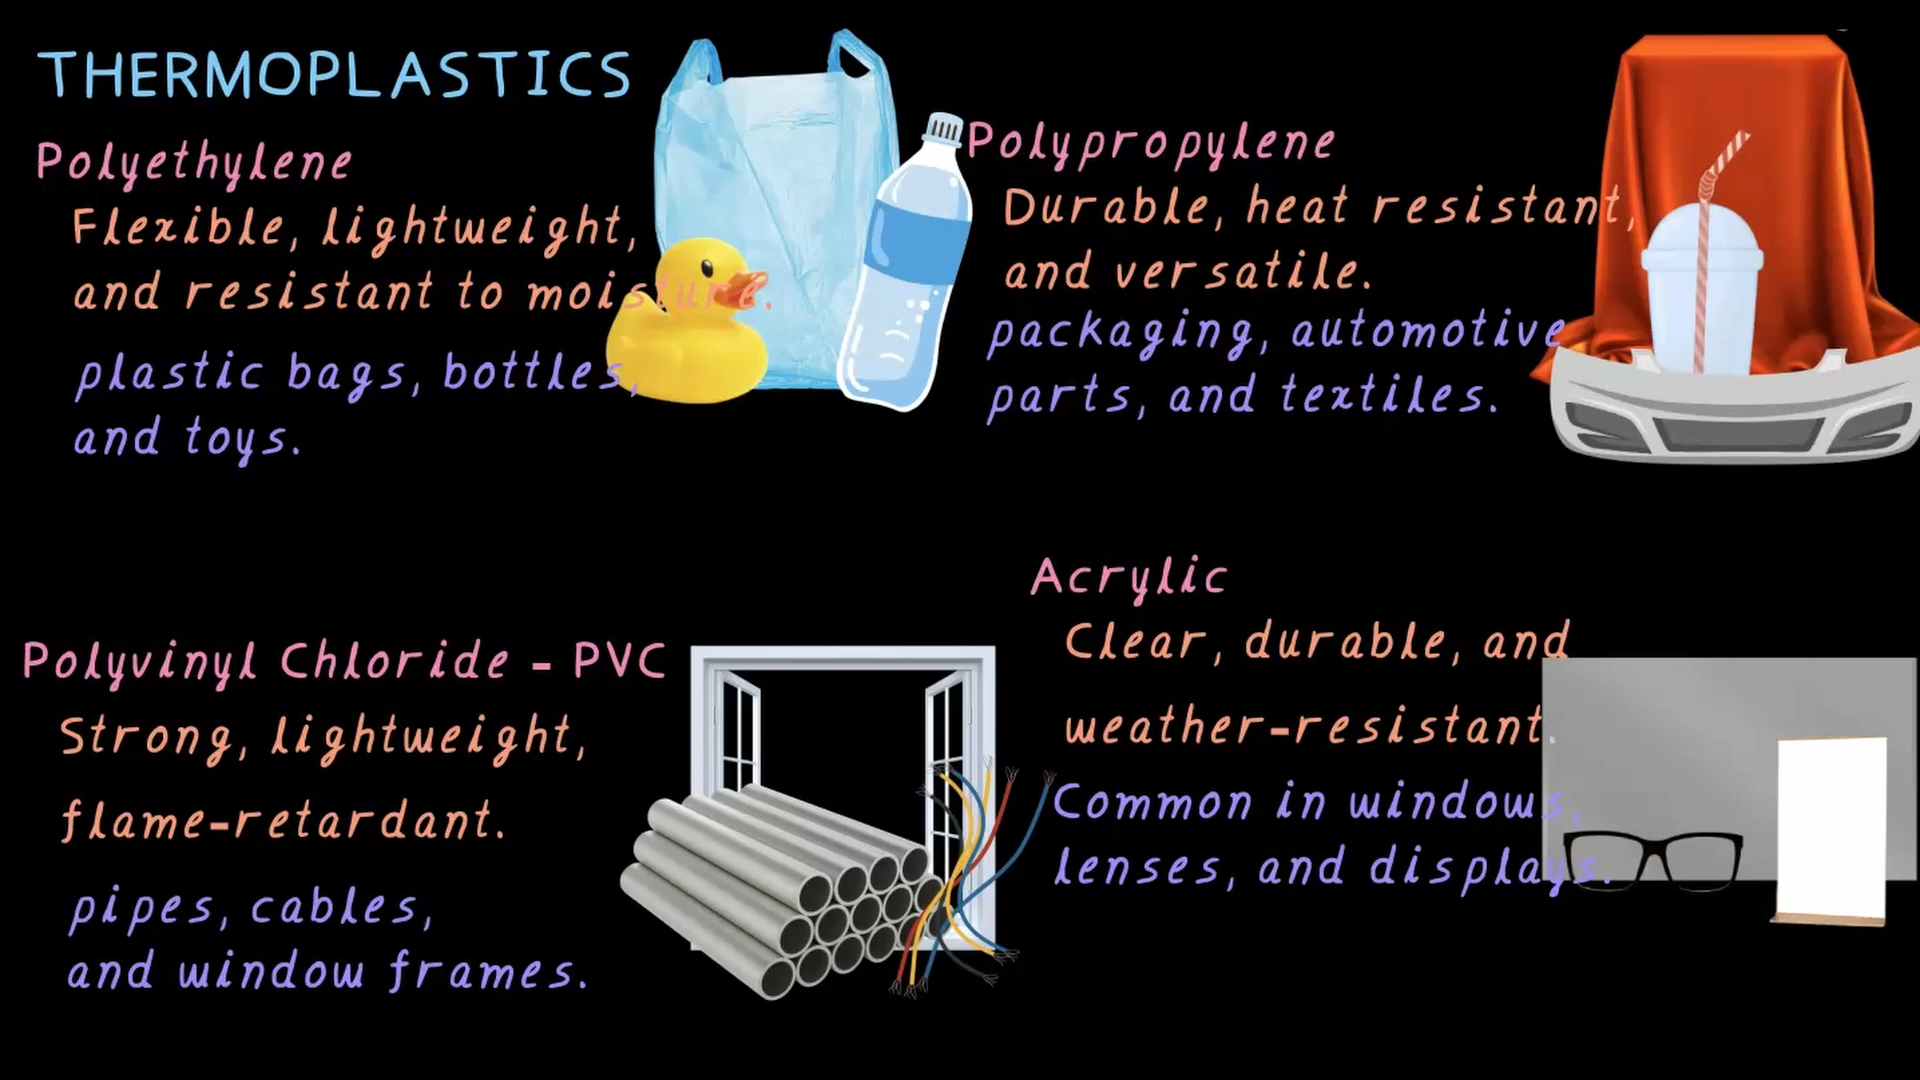 THERMOPLASTICS
Polyethylene
Flexible, lightweight,
and resistant to moisture.
plastic bags, bottles,
and toys.
Polypropylene
Durable, heat resistant,
and versatile.
packaging, automotive
parts, and textiles.
Polyvinyl Chloride - PVC
Strong, lightweight,
flame-retardant.
pipes, cables,
and window frames.
Acrylic
Clear, durable, and
weather-resistant.
Common in windows,
lenses, and displays.